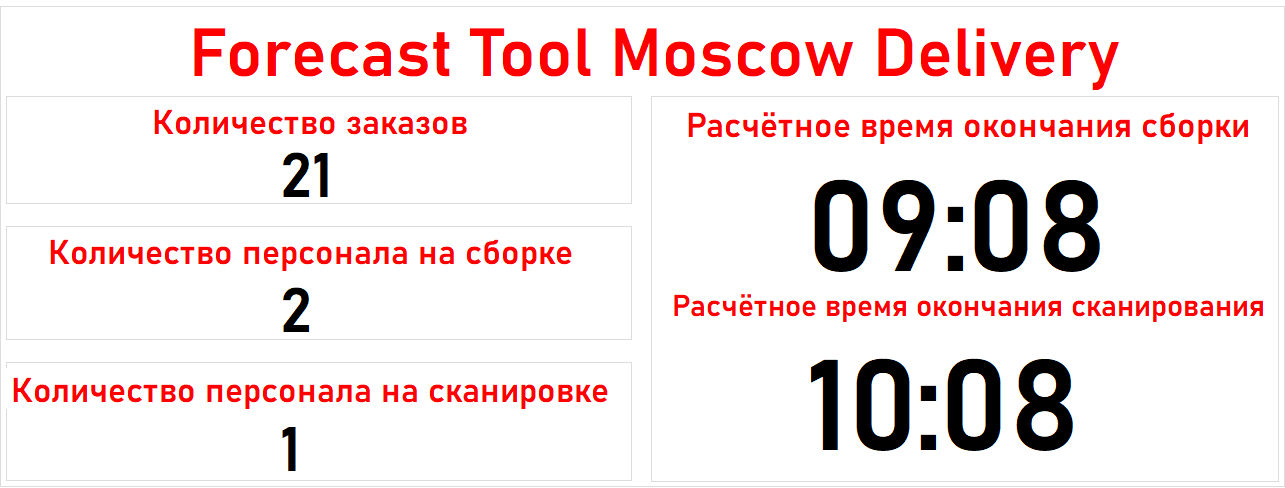 Forecast Tool Moscow Delivery
Количество заказов
21
Количество персонала на сборке
2
Количество персонала на сканировке
1
Расчётное время окончания сборки
09:08
Расчётное время окончания сканирования
10:08